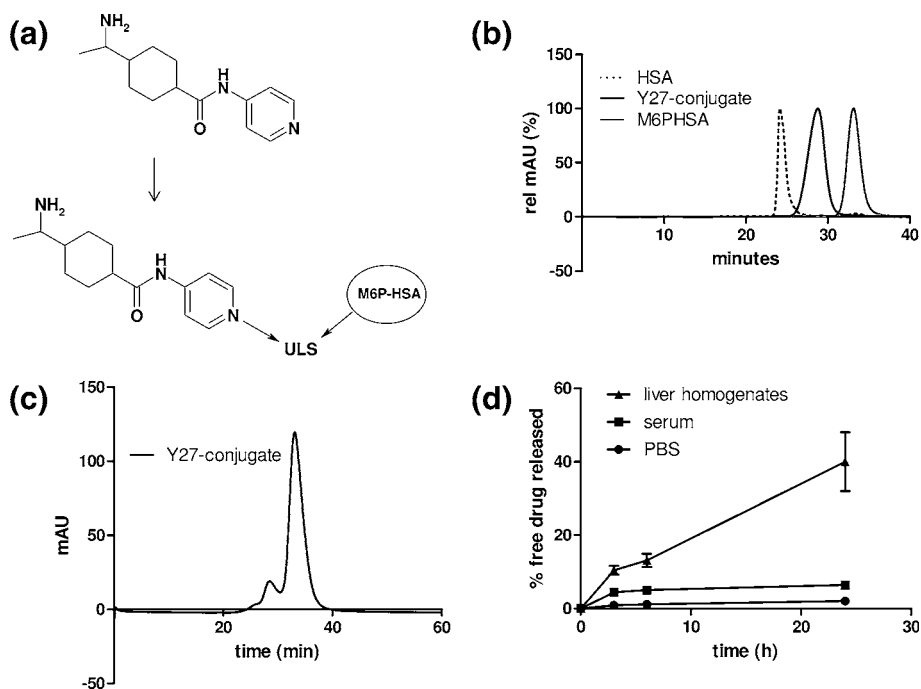 (a)
NH2
H
N
O
N
NH2
H
N
O
N
M6P-HSA
ULS
(b)
HSA
Y27-conjugate
M6PHSA
rel mAU (%)
150
100
50
0
-50
10
20
30
40
minutes
(c)
Y27-conjugate
mAU
150
100
50
0
-50
20
40
60
time (min)
(d)
liver homogenates
serum
PBS
% free drug released
60
40
20
0
0
10
20
30
time (h)